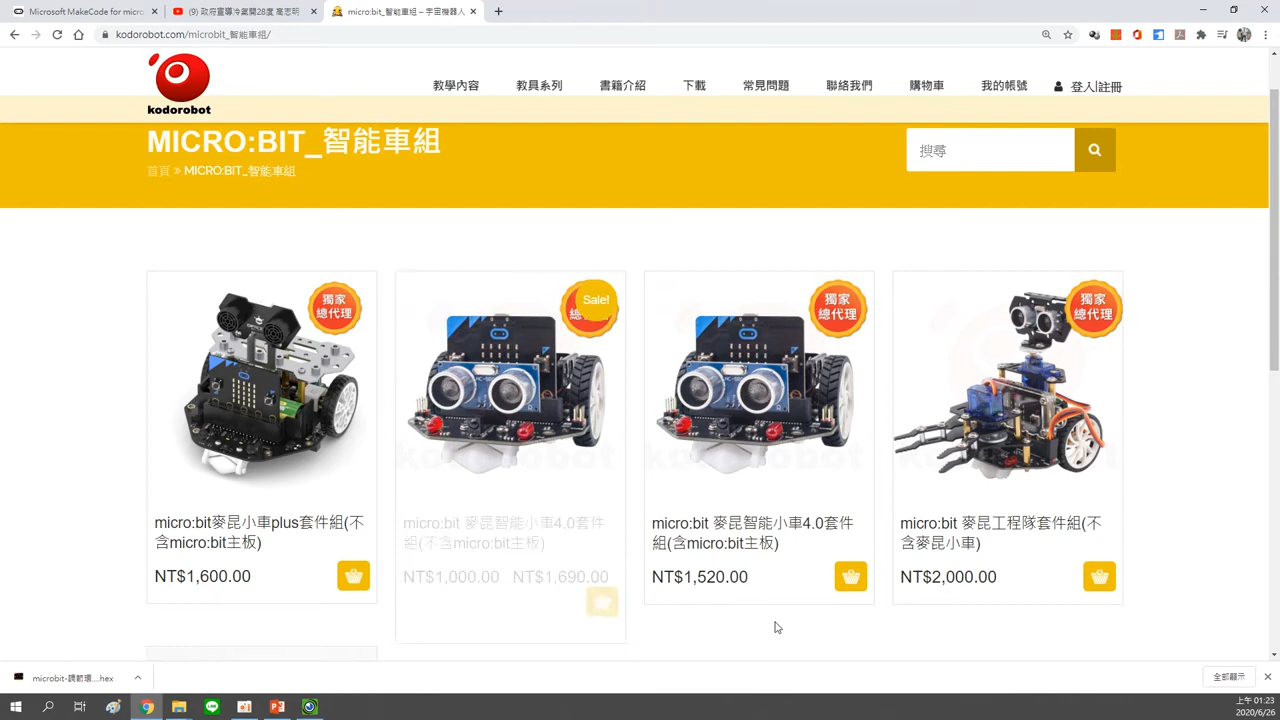 Microsoft MakeCode for micro
(9) 政府宣導冷氣開28度 高志明
micro:bit_智能車組 – 宇宙機器人
kodorobot.com/microbit_智能車組/
kodorobot
教學內容
教具系列
書籍介紹
下載
常見問題
聯絡我們
購物車
我的帳號
登入|註冊
MICRO:BIT_智能車組
首頁 » MICRO:BIT_智能車組
搜尋
獨家
總代理
Sale!
獨家
總代理
獨家
總代理
micro:bit麥昆小車plus套件組(不
含micro:bit主板)
NT$1,600.00
micro:bit 麥昆智能小車4.0套件
組(不含micro:bit主板)
NT$1,000.00 NT$1,690.00
micro:bit 麥昆智能小車4.0套件
組(含micro:bit主板)
NT$1,520.00
micro:bit 麥昆工程隊套件組(不
含麥昆小車)
NT$2,000.00
kodorobot
microbit-調節環....hex
全部顯示
上午 01:23
2020/6/26